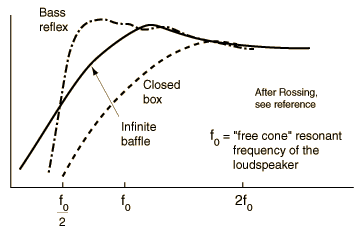 Bass
reflex
Closed
box
Infinite
baffle
After Rossing,
see reference
f₀ = "free cone" resonant
frequency of the
loudspeaker
f₀/2
f₀
2f₀